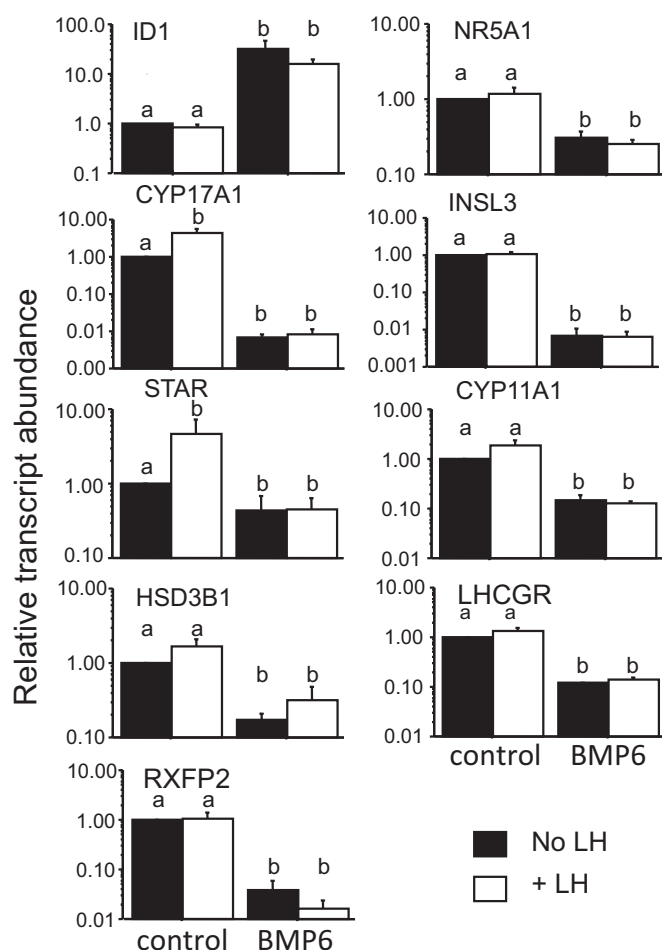 Relative transcript abundance
ID1
100.0
10.0
1.0
0.1
a a b b
NR5A1
1.00
0.10
a a b b
CYP17A1
10.00
1.00
0.10
0.01
0.00
a b b b
INSL3
10.00
1.00
0.10
0.01
0.001
a a b b
STAR
10.00
1.00
0.10
a b b b
CYP11A1
10.00
1.00
0.10
0.01
a a b b
HSD3B1
10.00
1.00
0.10
a a b b
LHCGR
10.00
1.00
0.10
0.01
a a b b
control BMP6
RXFP2
10.00
1.00
0.10
0.01
a a b b
control BMP6
No LH
+ LH